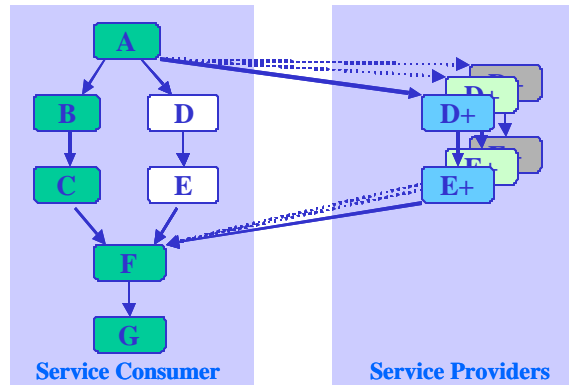 A
B
D
C
E
F
G
Service Consumer
D+
D+
D+
E+
E+
Service Providers